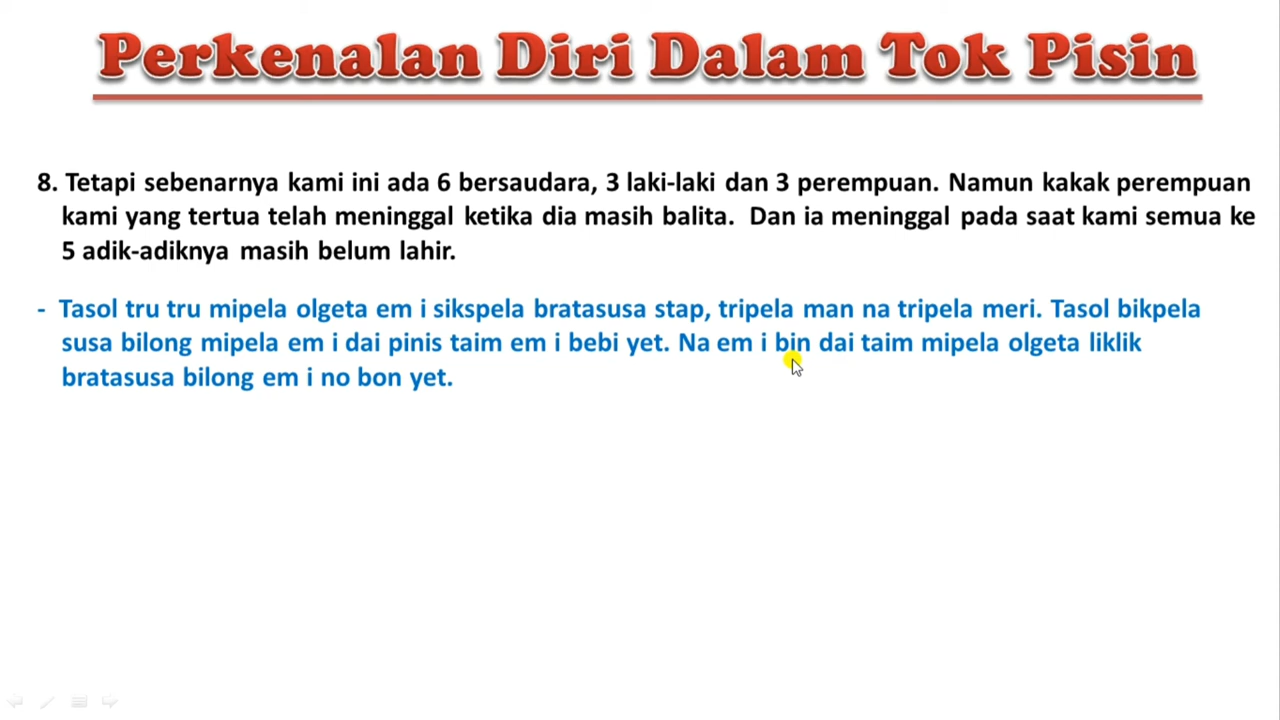 Perkenalan Diri Dalam Tok Pisin
8. Tetapi sebenarnya kami ini ada 6 bersaudara, 3 laki-laki dan 3 perempuan. Namun kakak perempuan
kami yang tertua telah meninggal ketika dia masih balita. Dan ia meninggal pada saat kami semua ke
5 adik-adiknya masih belum lahir.
- Tasol tru tru mipela olgeta em i sikspela bratasusa stap, tripela man na tripela meri. Tasol bikpela
susa bilong mipela em i dai pinis taim em i bebi yet. Na em i bin dai taim mipela olgeta liklik
bratasusa bilong em i no bon yet.